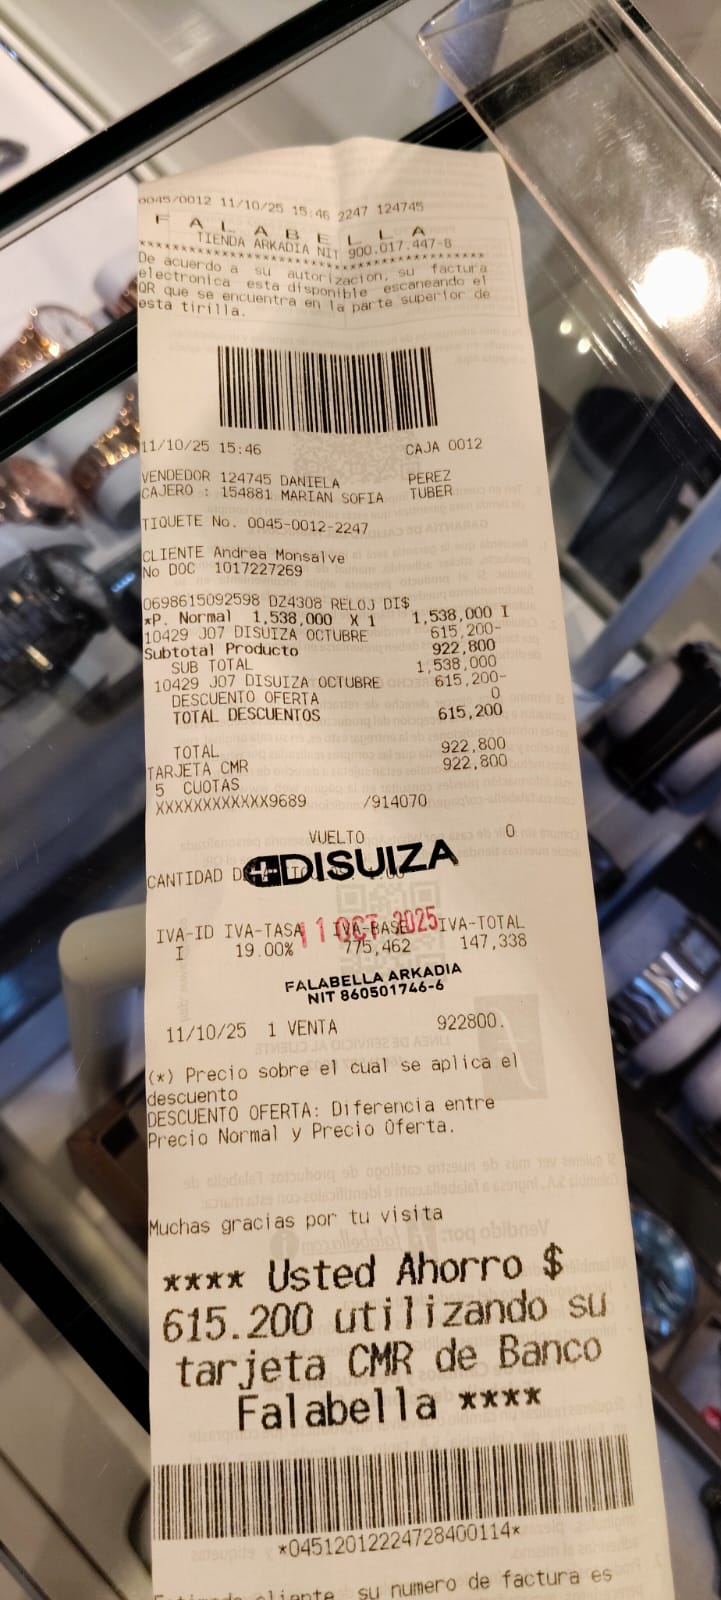 0045/0012 11/10/25 15:46 2247 124745
F A L A B E L L A
TIENDA ARKADIA NIT 900.017.447-8
****************************************
De acuerdo a su autorizacion, su factura
electronica esta disponible escaneando el
QR que se encuentra en la parte superior de
esta tirilla.
11/10/25 15:46 CAJA 0012
VENDEDOR 124745 DANIELA PEREZ
CAJERO : 154881 MARIAN SOFIA TUBER
TIQUETE No. 0045-0012-2247
CLIENTE Andrea Monsalve
No DOC 1017227269
0698615092598 DZ4308 RELOJ DI$
*P. Normal 1,538,000 X 1 1,538,000 I
10429 J07 DISUIZA OCTUBRE 615,200-
Subtotal Producto 922,800
SUB TOTAL 1,538,000
10429 J07 DISUIZA OCTUBRE 615,200-
DESCUENTO OFERTA 0
TOTAL DESCUENTOS 615,200
TOTAL 922,800
TARJETA CMR 922,800
5 CUOTAS
XXXXXXXXXXXX9689 /914070
VUELTO 0
CANTIDAD
DISUIZA
11 OCT 2025
IVA-ID IVA-TASA IVA-BASE IVA-TOTAL
I 19.00% 775,462 147,338
FALABELLA ARKADIA
NIT 860501746-6
11/10/25 1 VENTA 922800.
(*) Precio sobre el cual se aplica el
descuento
DESCUENTO OFERTA: Diferencia entre
Precio Normal y Precio Oferta.
Muchas gracias por tu visita
**** Usted Ahorro $
615.200 utilizando su
tarjeta CMR de Banco
Falabella ****
*04512012224728400114*
Estimado cliente su numero de factura es